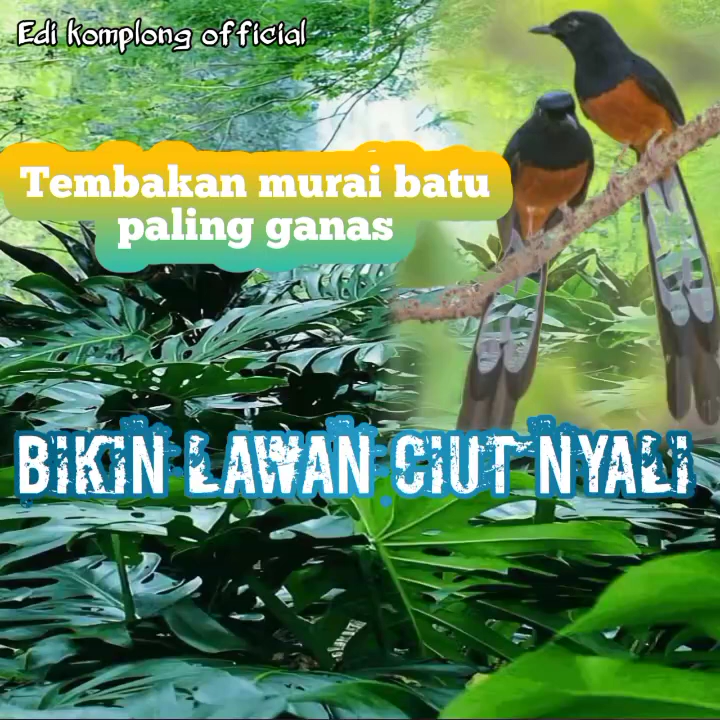 Edi komplong official
Tembakan murai batu
paling ganas
BIKIN LAWAN CIUT NYALI